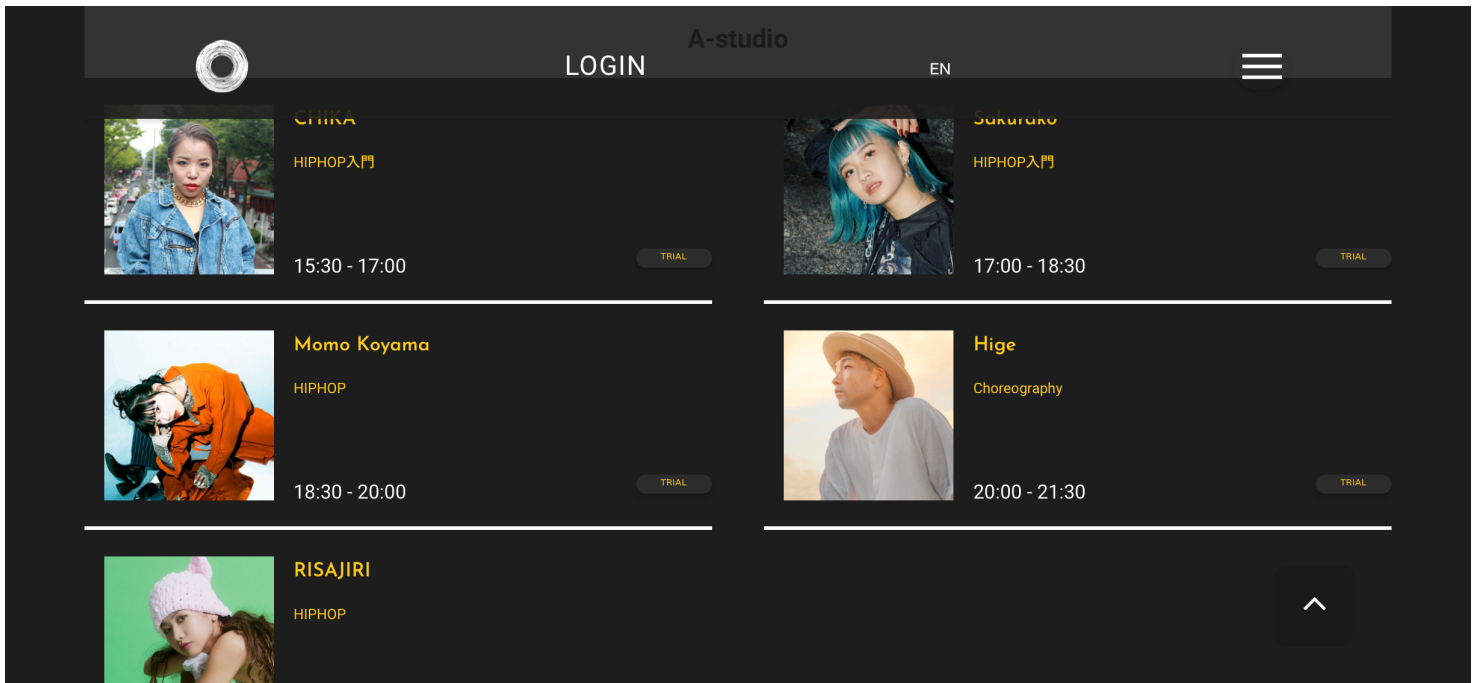 A-studio
LOGIN
EN
CHIKA
HIPHOP入門
15:30 - 17:00
TRIAL
Sakurako
HIPHOP入門
17:00 - 18:30
TRIAL
Momo Koyama
HIPHOP
18:30 - 20:00
TRIAL
Hige
Choreography
20:00 - 21:30
TRIAL
RISAJIRI
HIPHOP